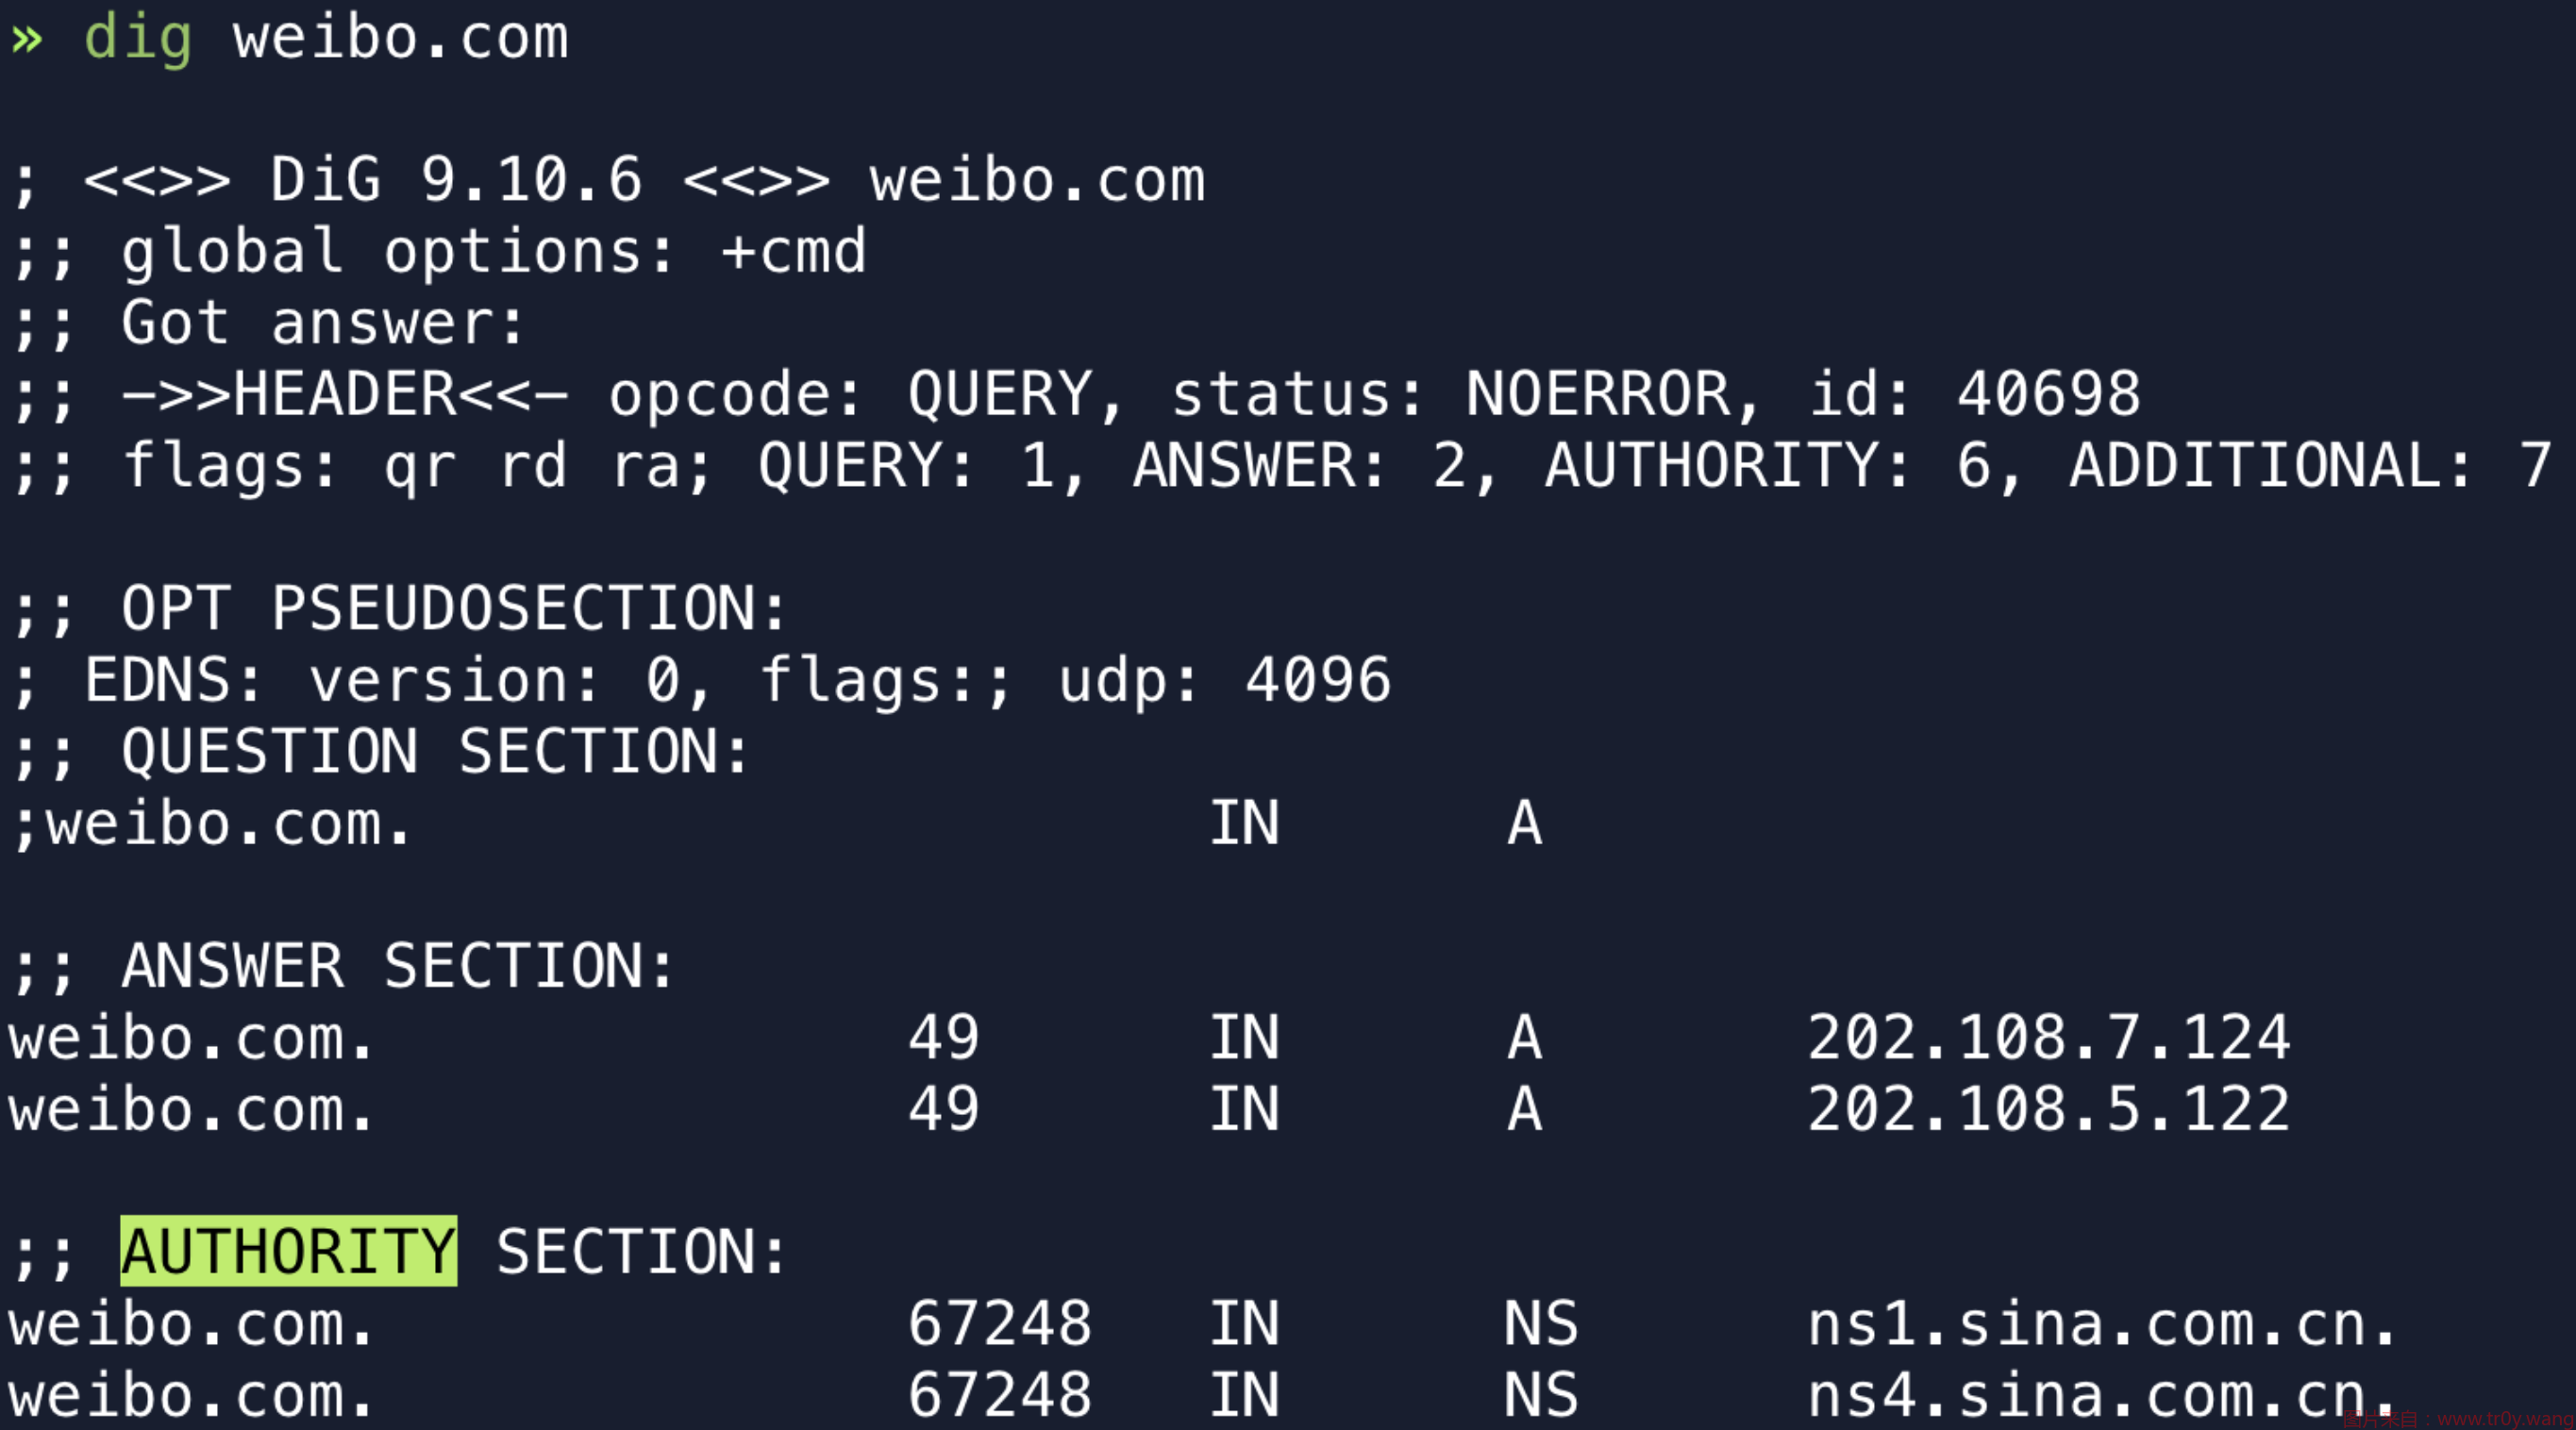 » dig weibo.com
; <<>> DiG 9.10.6 <<>> weibo.com
;; global options: +cmd
;; Got answer:
;; ->>HEADER<<- opcode: QUERY, status: NOERROR, id: 40698
;; flags: qr rd ra; QUERY: 1, ANSWER: 2, AUTHORITY: 6, ADDITIONAL: 7
;; OPT PSEUDOSECTION:
; EDNS: version: 0, flags:; udp: 4096
;; QUESTION SECTION:
;weibo.com. IN A
;; ANSWER SECTION:
weibo.com. 49 IN A 202.108.7.124
weibo.com. 49 IN A 202.108.5.122
;; AUTHORITY SECTION:
weibo.com. 67248 IN NS ns1.sina.com.cn.
weibo.com. 67248 IN NS ns4.sina.com.cn.
图片来自：www.tr0y.wang